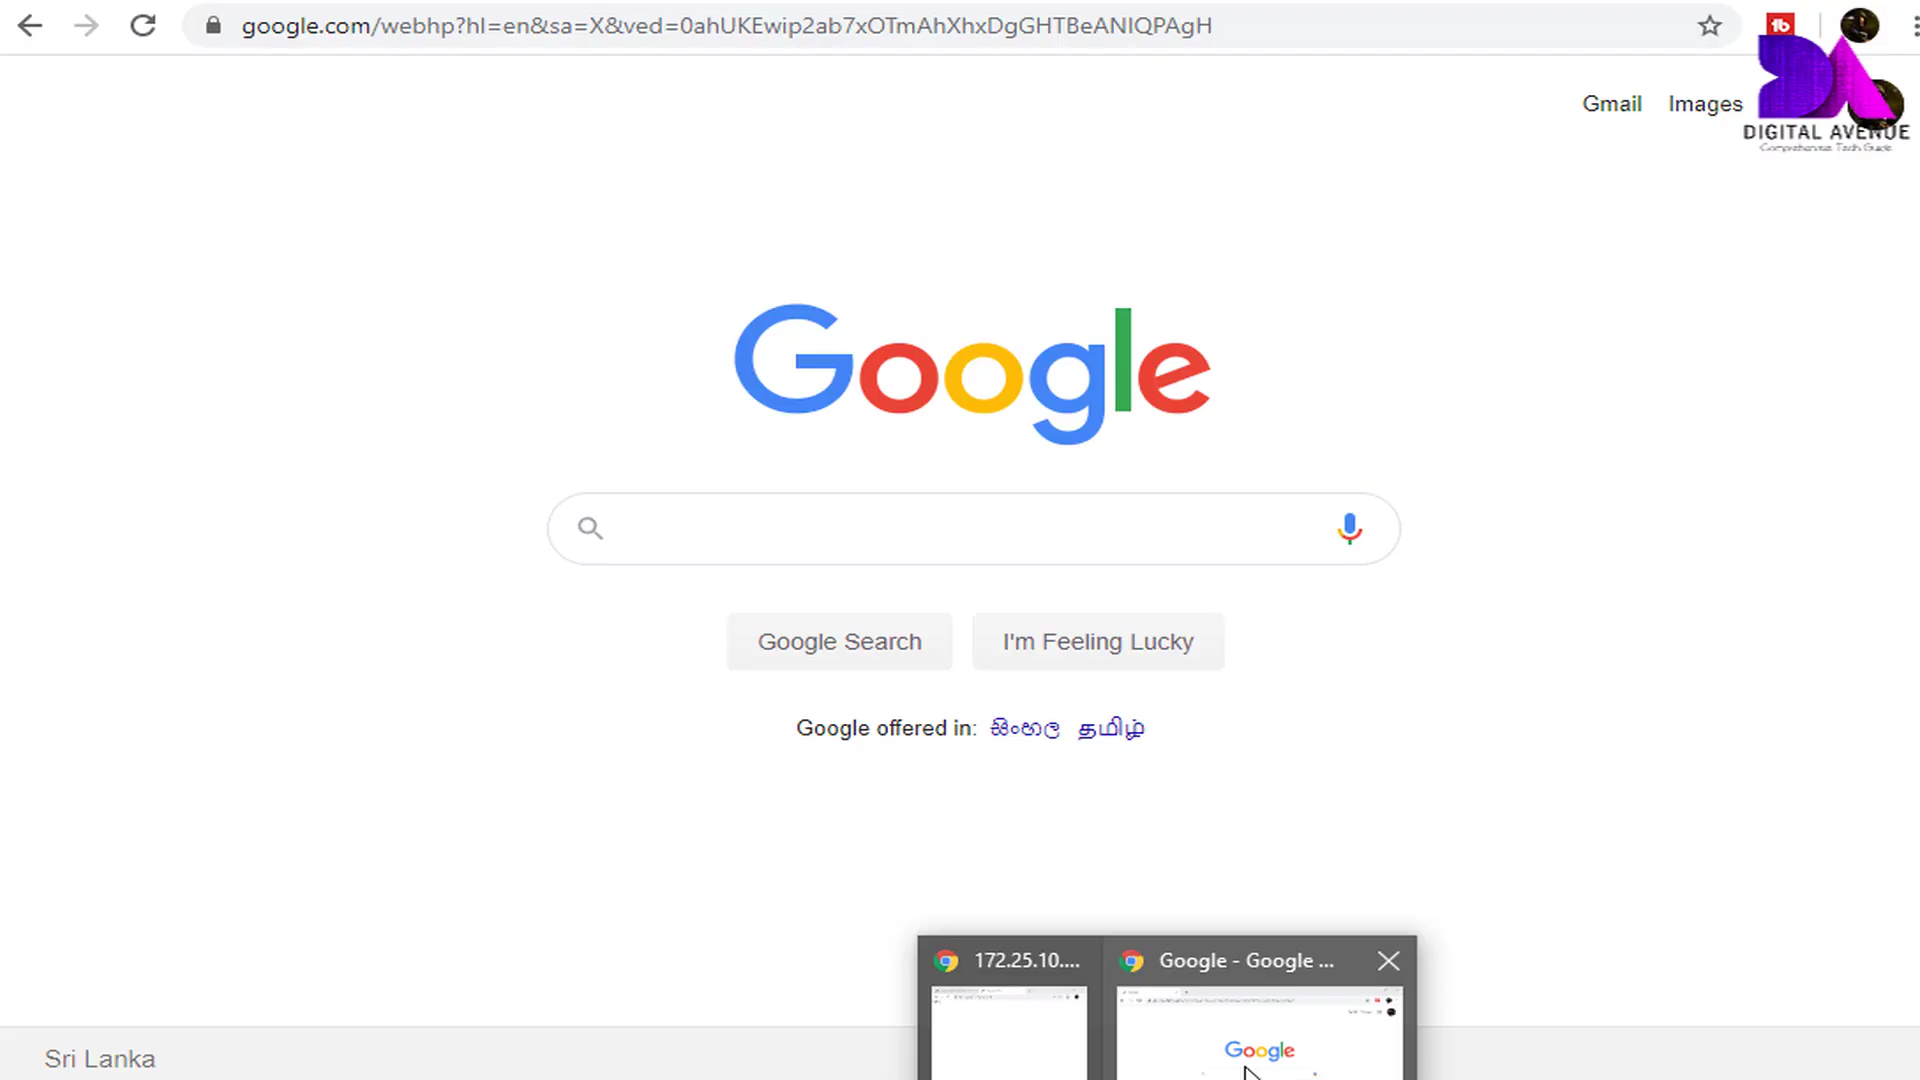 google.com/webhp?hl=en&sa=X&ved=0ahUKEwip2ab7xOTmAhXhxDgGHTBeANIQPAgH
Gmail Images
DIGITAL AVENUE
Comprehensive Tech Guide
Google
Google Search I'm Feeling Lucky
Google offered in: සිංහල தமிழ்
172.25.10.... Google - Google ...
Google
Sri Lanka